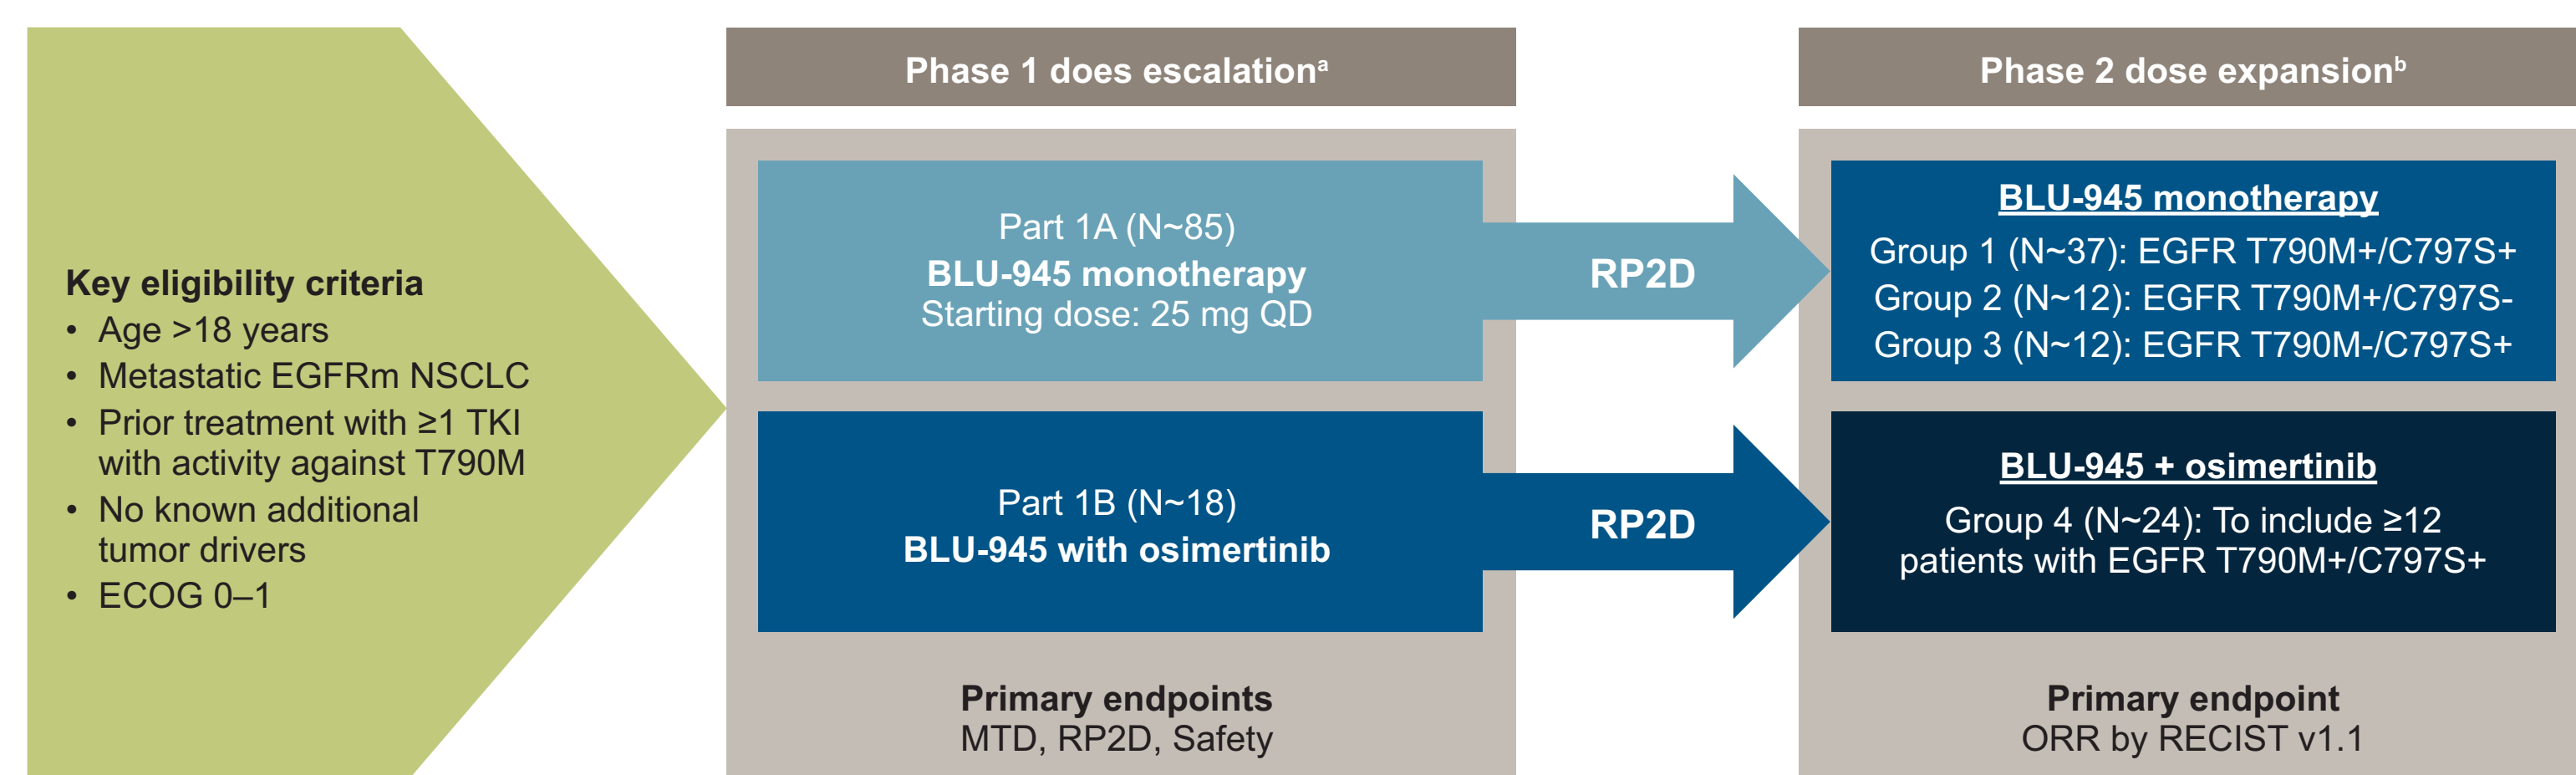 Key eligibility criteria
• Age >18 years
• Metastatic EGFRm NSCLC
• Prior treatment with ≥1 TKI
with activity against T790M
• No known additional
tumor drivers
• ECOG 0–1
Phase 1 does escalationᵃ
Part 1A (N~85)
BLU-945 monotherapy
Starting dose: 25 mg QD
RP2D
Part 1B (N~18)
BLU-945 with osimertinib
RP2D
Primary endpoints
MTD, RP2D, Safety
Phase 2 dose expansionᵇ
BLU-945 monotherapy
Group 1 (N~37): EGFR T790M+/C797S+
Group 2 (N~12): EGFR T790M+/C797S-
Group 3 (N~12): EGFR T790M-/C797S+
BLU-945 + osimertinib
Group 4 (N~24): To include ≥12
patients with EGFR T790M+/C797S+
Primary endpoint
ORR by RECIST v1.1